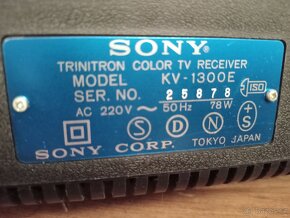 SONY®
TRINITRON COLOR TV RECEIVER
MODEL KV-1300E
SER. NO. 25878 ISO
AC 220V ~ 50Hz 78W
N S D N +S
SONY CORP. TOKYO JAPAN